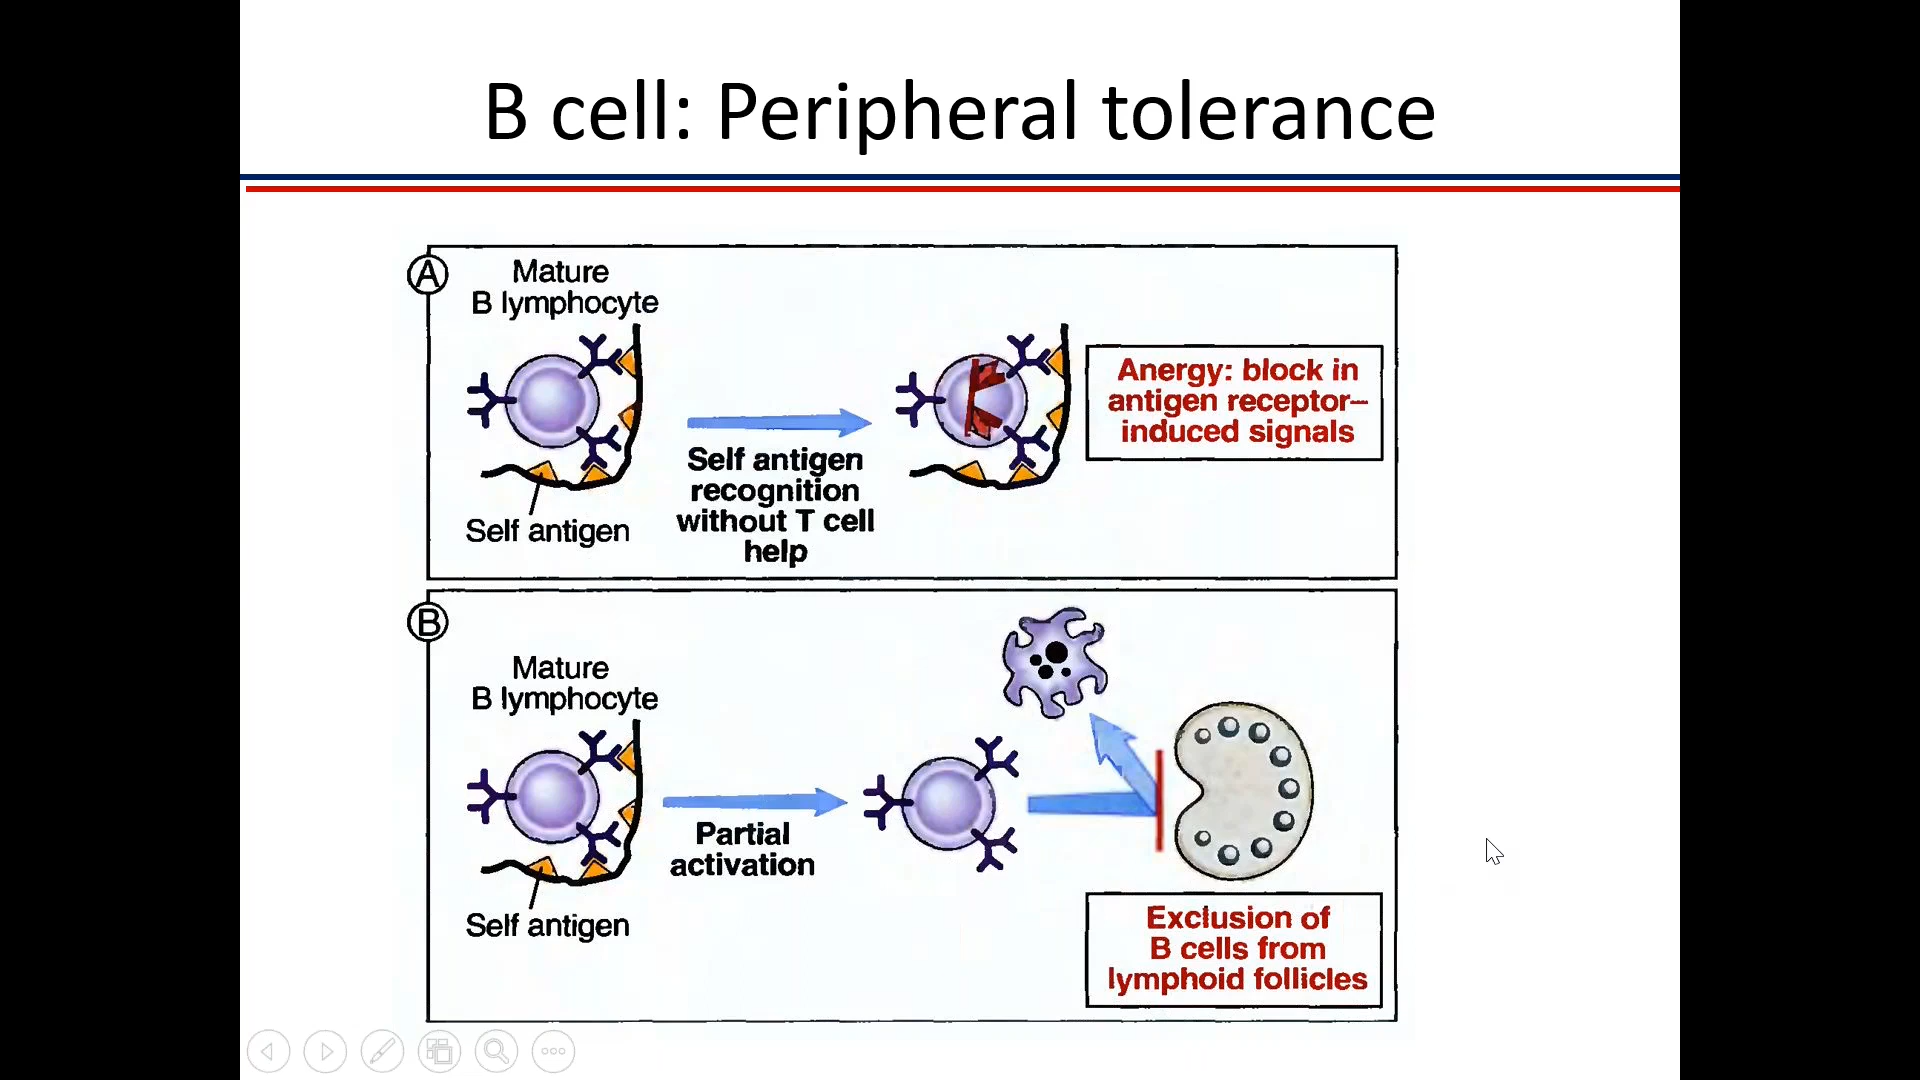 B cell: Peripheral tolerance
A
Mature
B lymphocyte
Self antigen
Self antigen
recognition
without T cell
help
Anergy: block in
antigen receptor–
induced signals
B
Mature
B lymphocyte
Self antigen
Partial
activation
Exclusion of
B cells from
lymphoid follicles